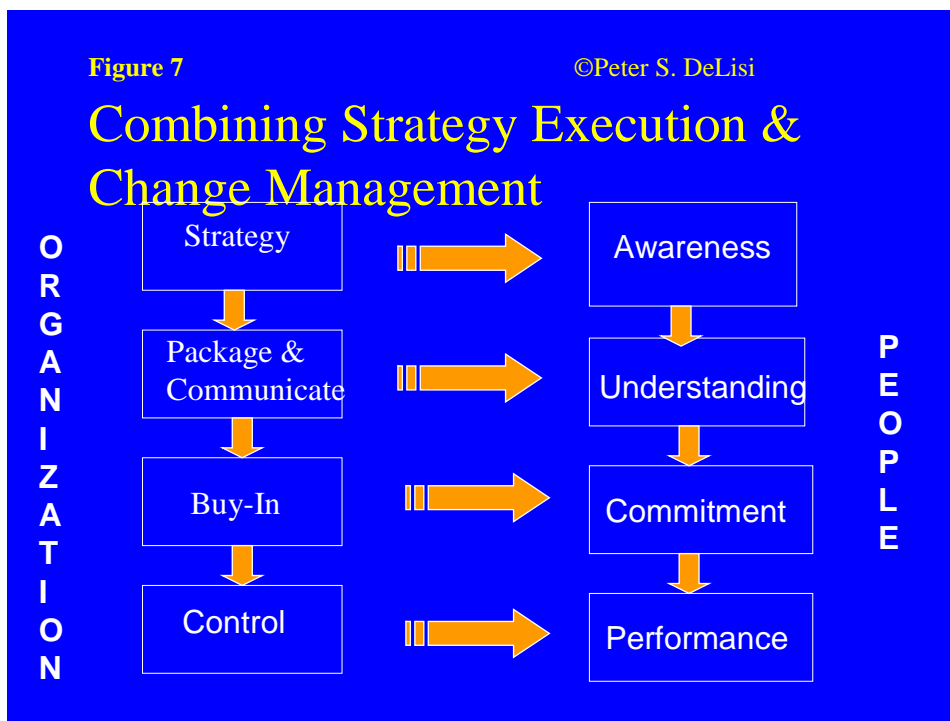 Figure 7
©Peter S. DeLisi
Combining Strategy Execution &
Change Management
ORGANIZATION
Strategy
Awareness
Package &
Communicate
Understanding
Buy-In
Commitment
Control
Performance
PEOPLE